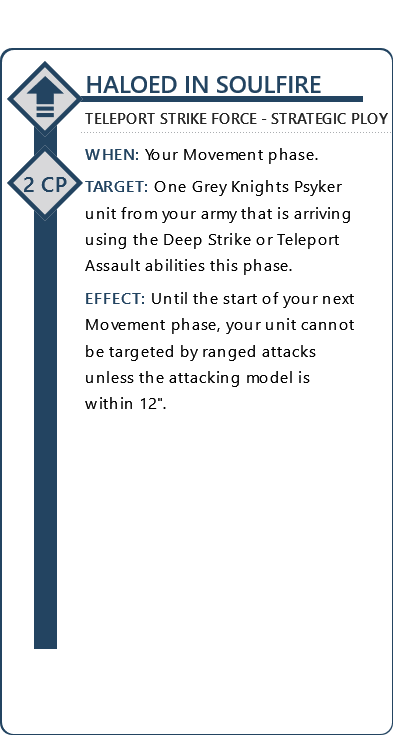 HALOED IN SOULFIRE
TELEPORT STRIKE FORCE - STRATEGIC PLOY
2 CP
WHEN: Your Movement phase.
TARGET: One Grey Knights Psyker
unit from your army that is arriving
using the Deep Strike or Teleport
Assault abilities this phase.
EFFECT: Until the start of your next
Movement phase, your unit cannot
be targeted by ranged attacks
unless the attacking model is
within 12".